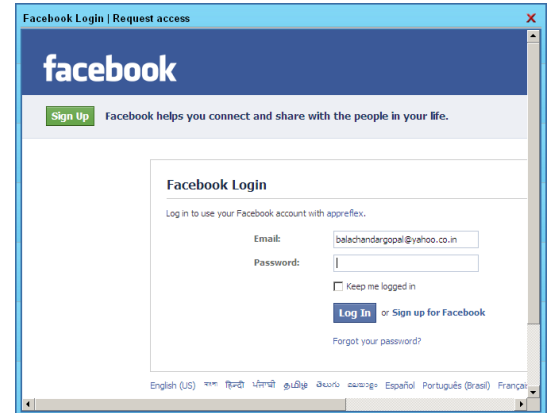 Facebook Login | Request access X
facebook
Sign Up Facebook helps you connect and share with the people in your life.
Facebook Login
Log in to use your Facebook account with appreflex.
Email: balachandargopal@yahoo.co.in
Password:
Keep me logged in
Log In or Sign up for Facebook
Forgot your password?
English (US) বাংলা हिन्दी ਪੰਜਾਬੀ தமிழ் తెలుగు മലയാളം Español Português (Brasil) Françai